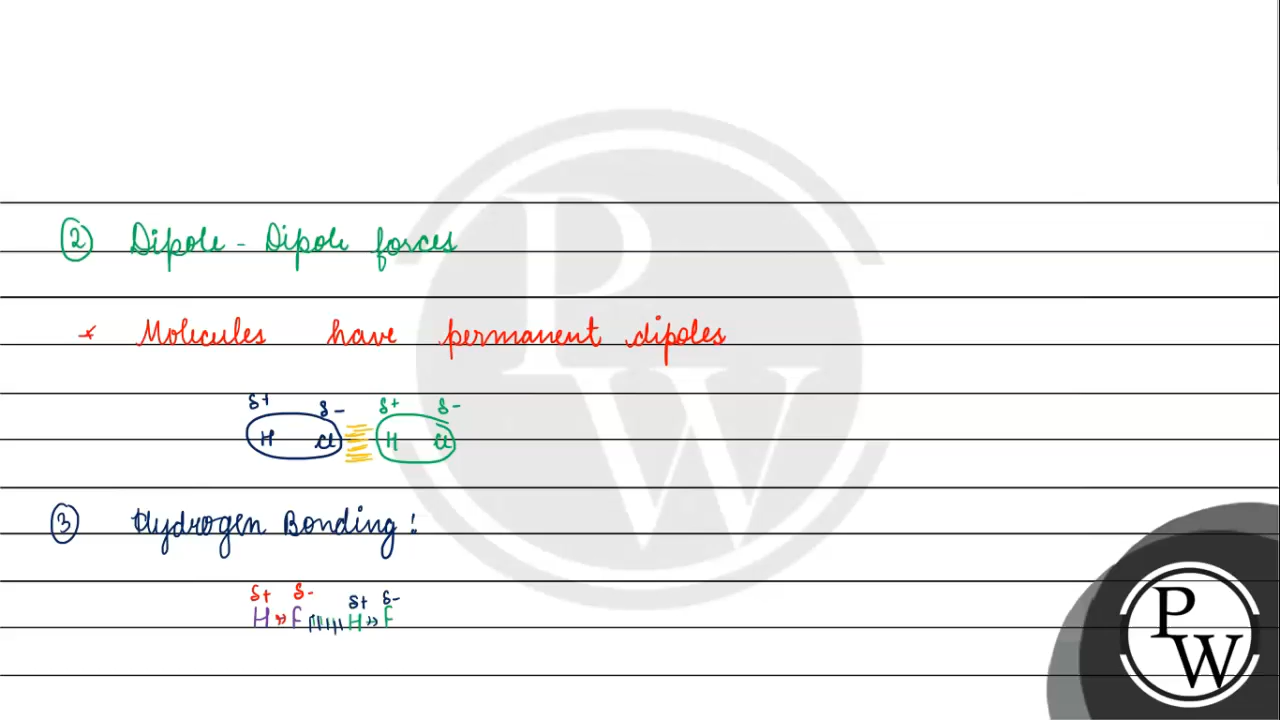 ② Dipole - Dipole forces
* Molecules have permanent dipoles
δ+ δ- δ+ δ-
H Cl H Cl
③ Hydrogen Bonding :
δ+ δ- δ+ δ-
H » F H » F
P
W
P
W